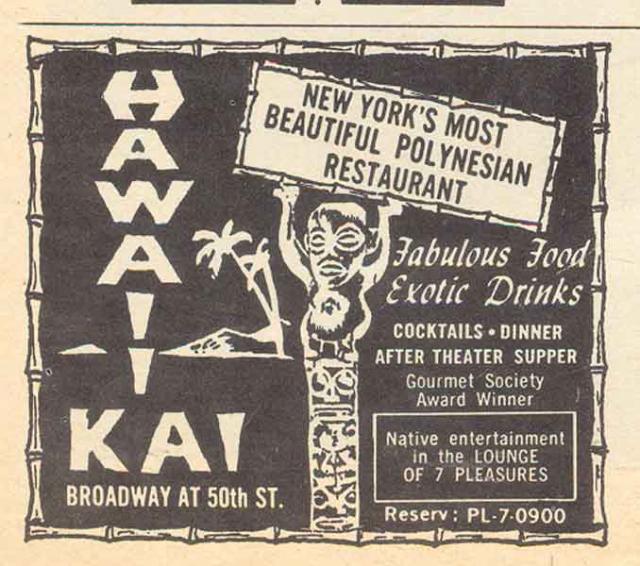 HAWAII
KAI
BROADWAY AT 50th ST.
NEW YORK'S MOST
BEAUTIFUL POLYNESIAN
RESTAURANT
Fabulous Food
Exotic Drinks
COCKTAILS • DINNER
AFTER THEATER SUPPER
Gourmet Society
Award Winner
Native entertainment
in the LOUNGE
OF 7 PLEASURES
Reserv: PL-7-0900